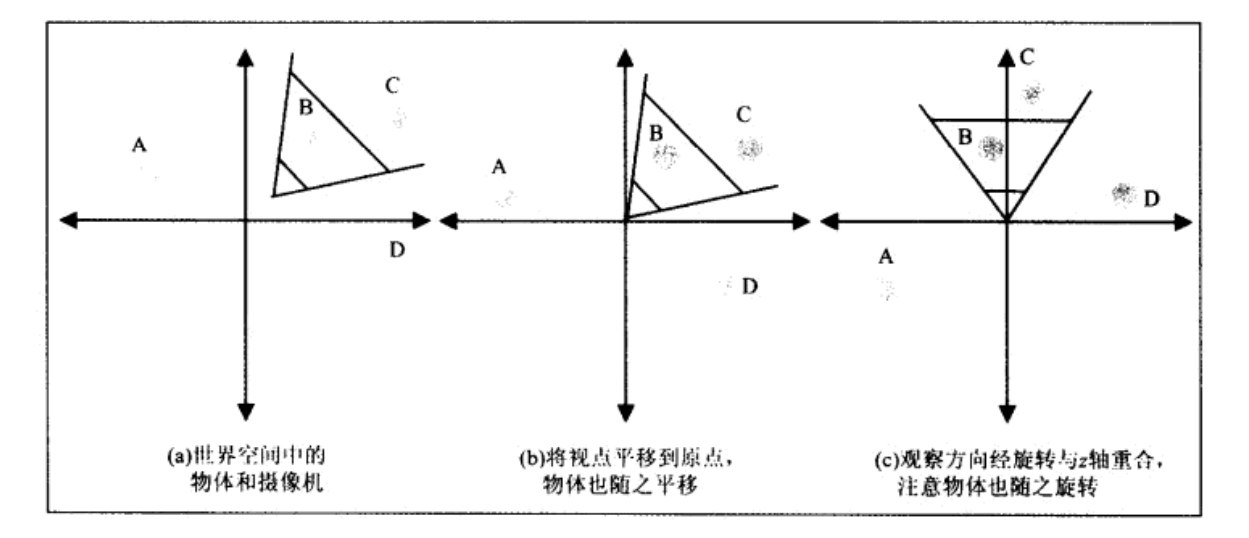 A
B
C
D
(a)世界空间中的
物体和摄像机
A
B
C
D
(b)将视点平移到原点，
物体也随之平移
C
B
D
A
(c)观察方向经旋转与z轴重合，
注意物体也随之旋转